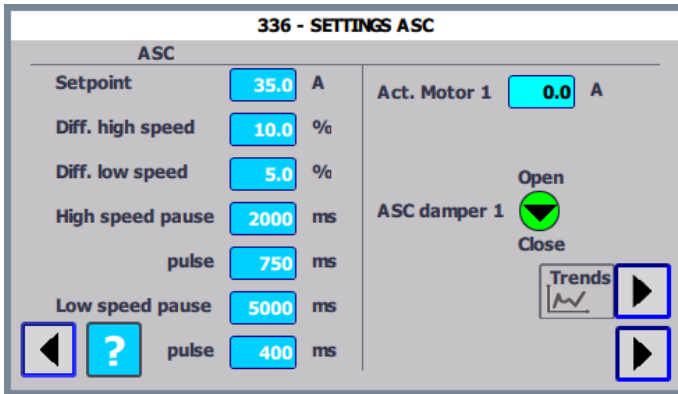 336 - SETTINGS ASC
ASC
Setpoint 35.0 A
Diff. high speed 10.0 %
Diff. low speed 5.0 %
High speed pause 2000 ms
pulse 750 ms
Low speed pause 5000 ms
? pulse 400 ms
Act. Motor 1 0.0 A
Open
ASC damper 1
Close
Trends